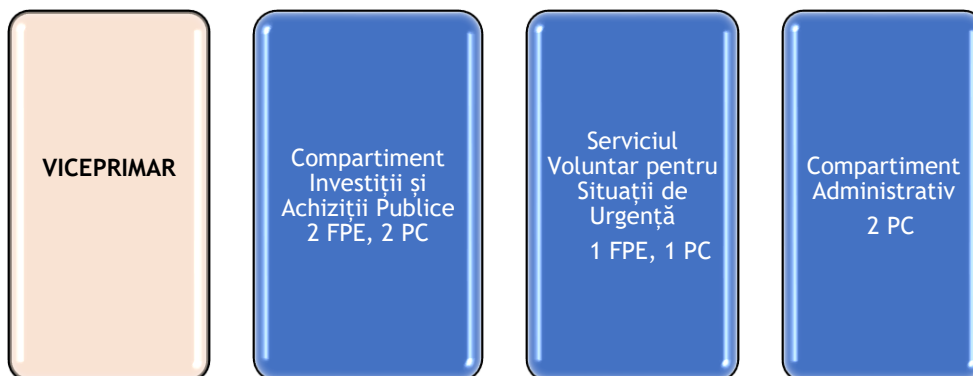 VICEPRIMAR
Compartiment
Investiții și
Achiziții Publice
2 FPE, 2 PC
Serviciul
Voluntar pentru
Situații de
Urgență
1 FPE, 1 PC
Compartiment
Administrativ
2 PC